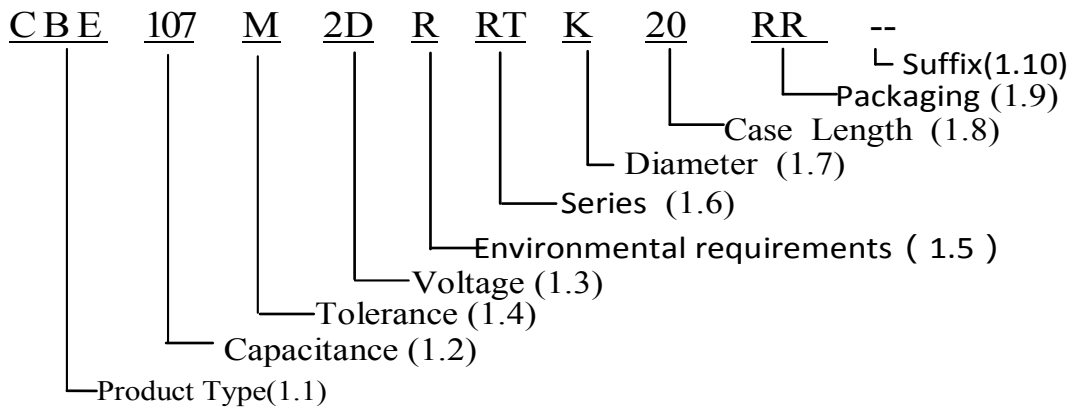 CBE 107 M 2D R RT K 20 RR --
Suffix(1.10)
Packaging (1.9)
Case Length (1.8)
Diameter (1.7)
Series (1.6)
Environmental requirements ( 1.5 )
Voltage (1.3)
Tolerance (1.4)
Capacitance (1.2)
Product Type(1.1)